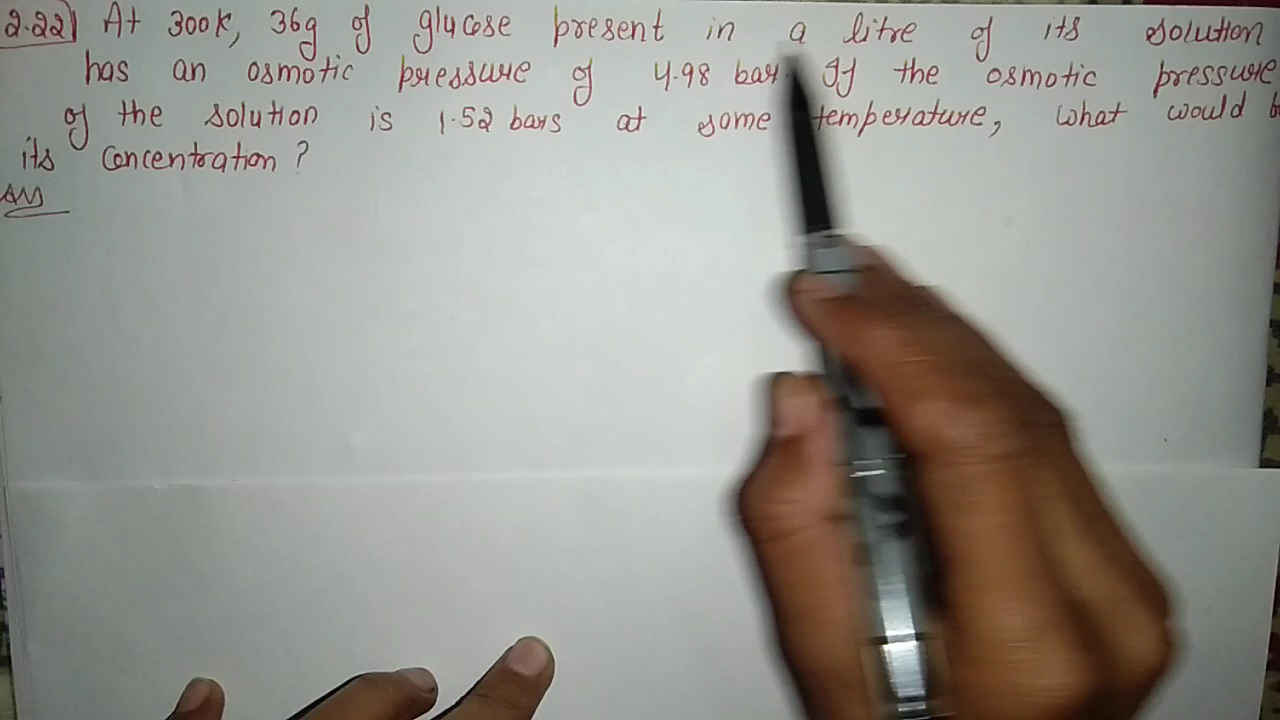 2.22) At 300K, 36g of glucose present in a litre of its solution
has an osmotic pressure of 4.98 bar. If the osmotic pressure
of the solution is 1.52 bars at same temperature, what would
its concentration?
Ans